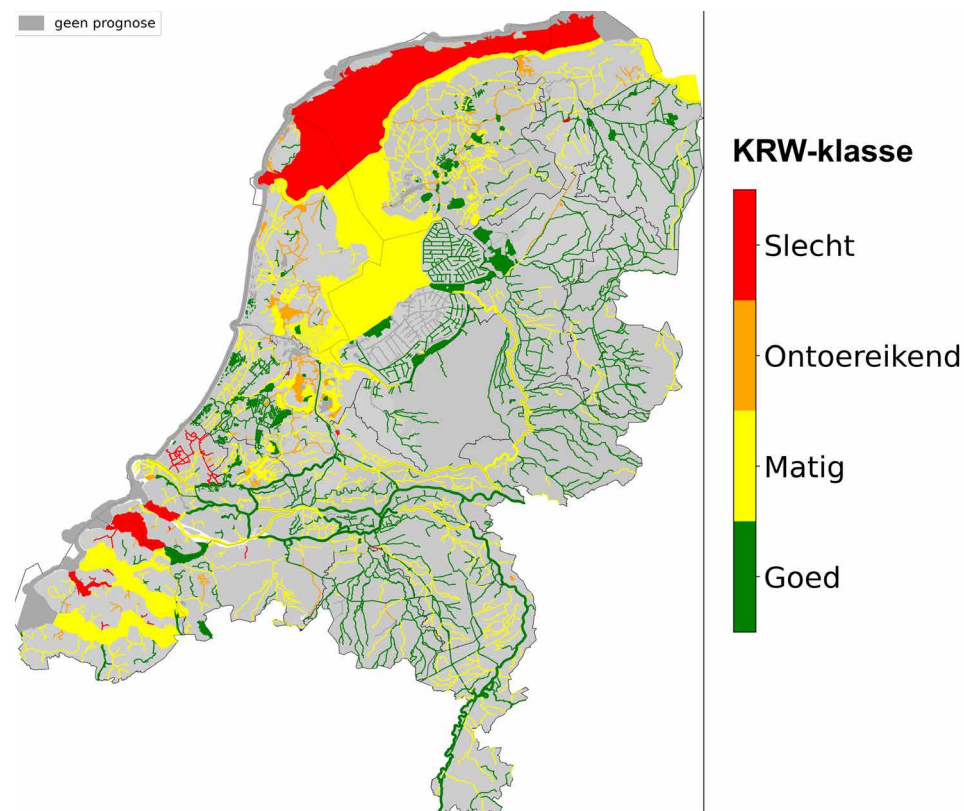 geen prognose
KRW-klasse
Slecht
Ontoereikend
Matig
Goed